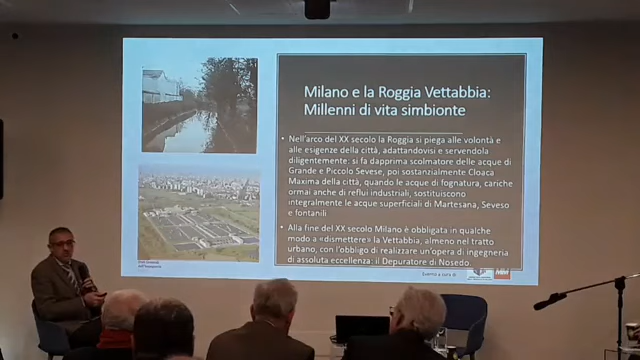 Milano e la Roggia Vettabbia:
Millenni di vita simbionte
• Nell'arco del XX secolo la Roggia si piega alle volontà e
alle esigenze della città, adattandovisi e servendola
diligentemente: si fa dapprima scolmatore delle acque di
Grande e Piccolo Sevese, poi sostanzialmente Cloaca
Maxima della città, quando le acque di fognatura, cariche
ormai anche di reflui industriali, sostituiscono
integralmente le acque superficiali di Martesana, Seveso
e fontanili
• Alla fine del XX secolo Milano è obbligata in qualche
modo a «dismettere» la Vettabbia, almeno nel tratto
urbano, con l'obbligo di realizzare un'opera di ingegneria
di assoluta eccellenza: il Depuratore di Nosedo.
Evento a cura di